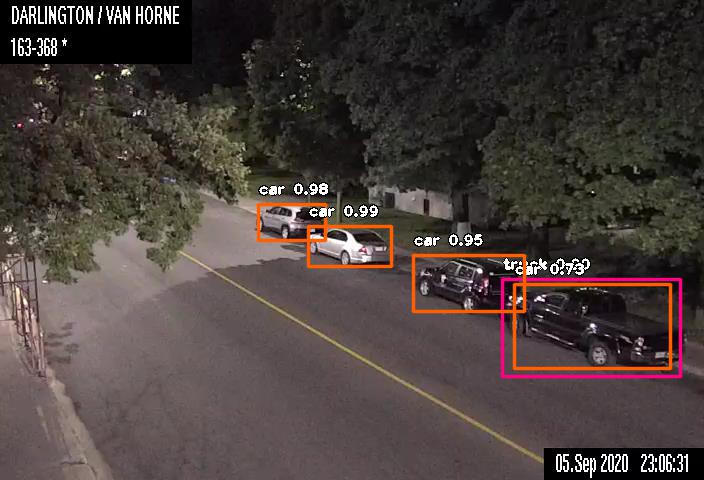 DARLINGTON / VAN HORNE
163-368 *
car 0.98
car 0.99
car 0.95
car 0.73
05.Sep 2020 23:06:31